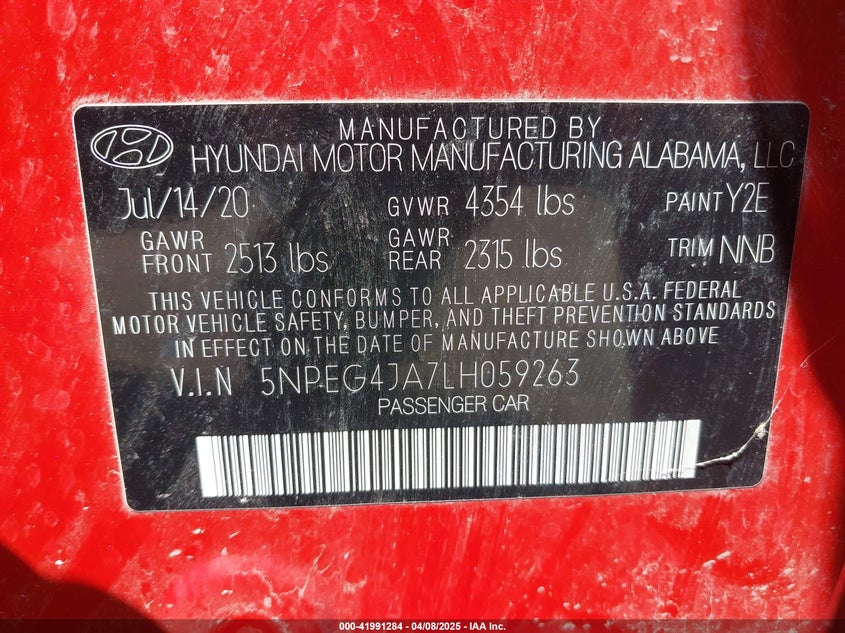 MANUFACTURED BY
HYUNDAI MOTOR MANUFACTURING ALABAMA, LLC
Jul/14/20 GVWR 4354 lbs PAINT Y2E
GAWR FRONT 2513 lbs GAWR REAR 2315 lbs TRIM NNB
THIS VEHICLE CONFORMS TO ALL APPLICABLE U.S.A. FEDERAL
MOTOR VEHICLE SAFETY, BUMPER, AND THEFT PREVENTION STANDARDS
IN EFFECT ON THE DATE OF MANUFACTURE SHOWN ABOVE
V.I.N 5NPEG4JA7LH059263
PASSENGER CAR
000-41991284 - 04/08/2025 - IAA Inc.